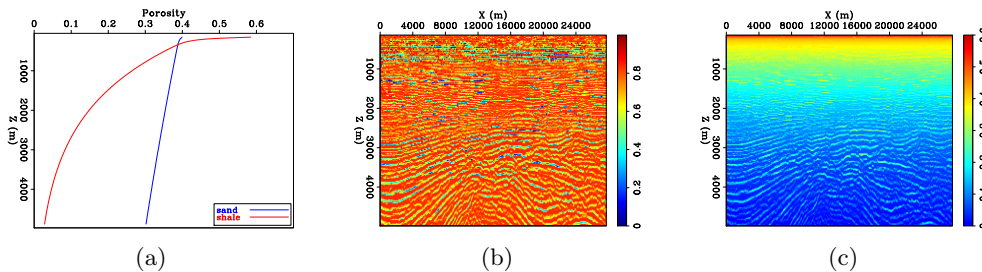 Porosity
0 0.1 0.2 0.3 0.4 0.5 0.6
Z (m)
1000 2000 3000 4000
sand
shale
(a)
X (m)
0 4000 8000 12000 16000 20000 24000
Z (m)
1000 2000 3000 4000
0 0.2 0.4 0.6 0.8
(b)
X (m)
0 4000 8000 12000 16000 20000 24000
Z (m)
1000 2000 3000 4000
(c)